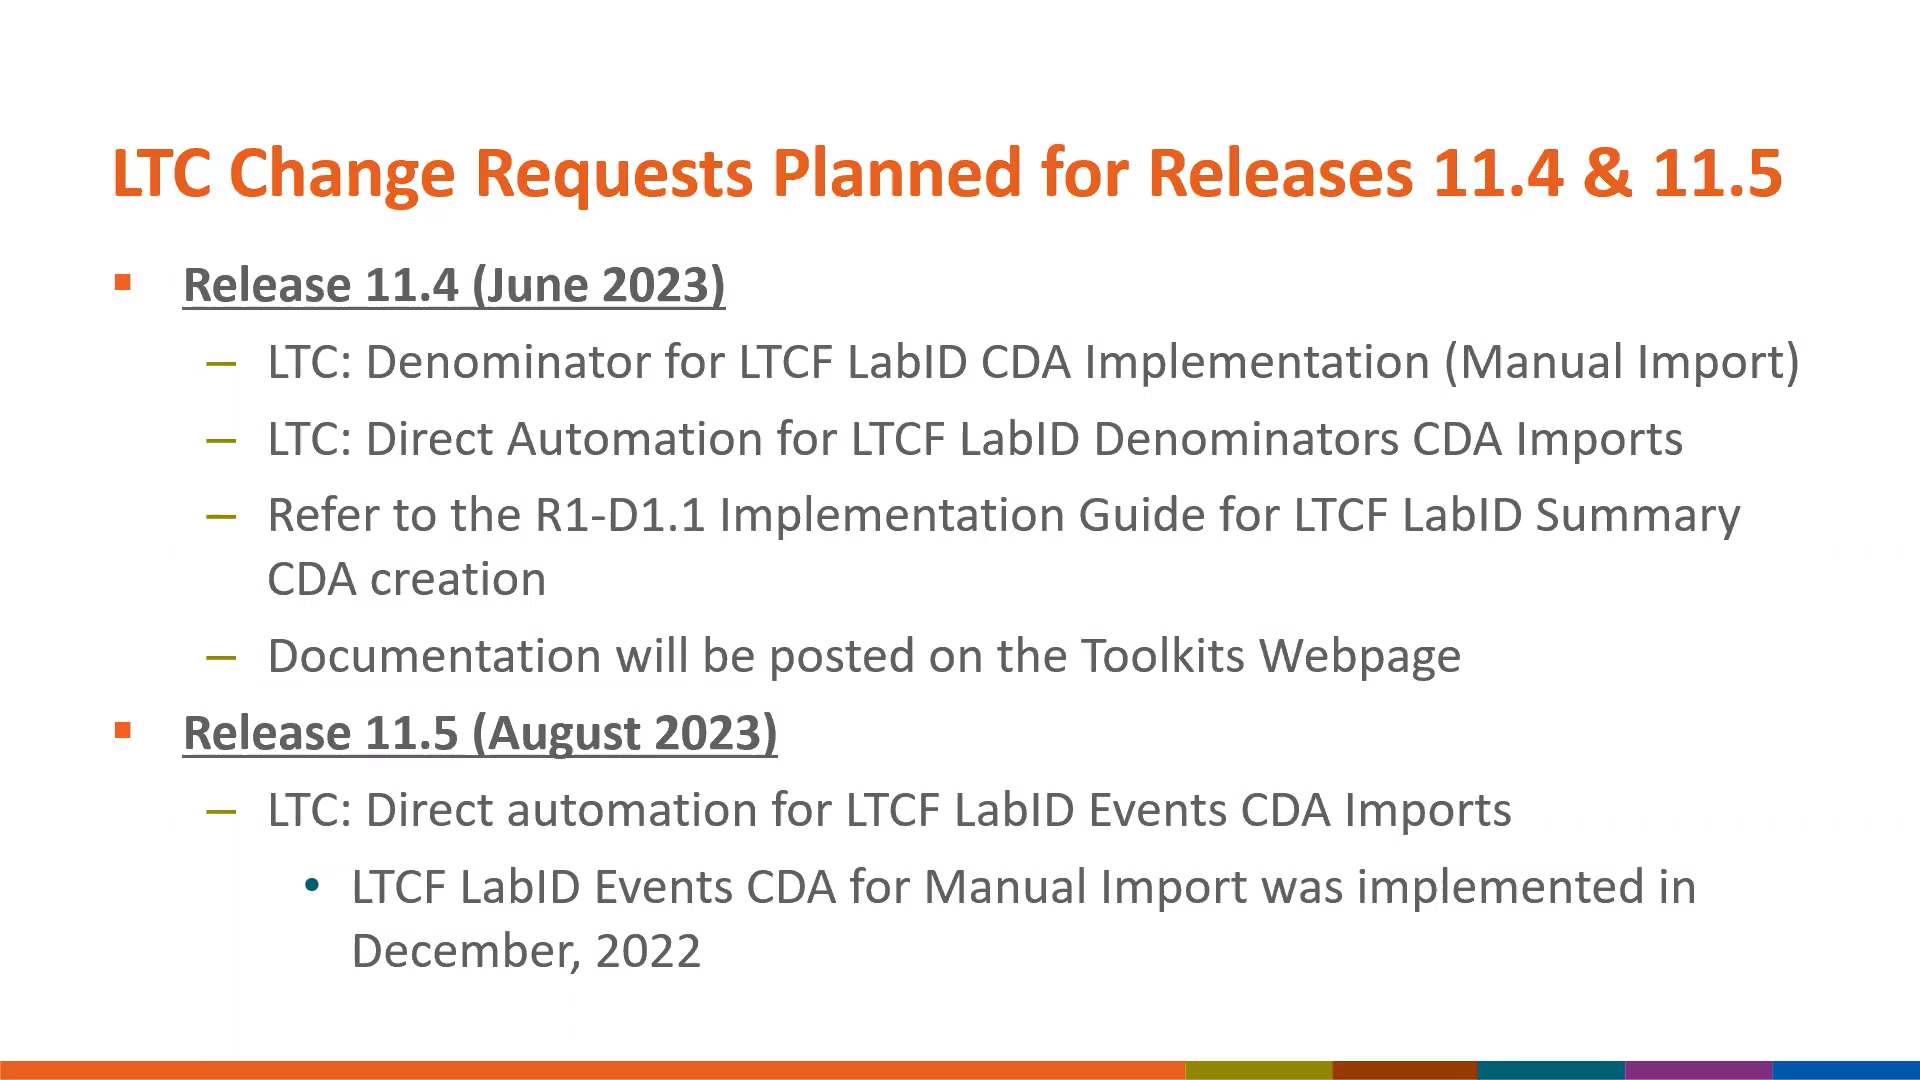 LTC Change Requests Planned for Releases 11.4 & 11.5
▪ Release 11.4 (June 2023)
– LTC: Denominator for LTCF LabID CDA Implementation (Manual Import)
– LTC: Direct Automation for LTCF LabID Denominators CDA Imports
– Refer to the R1-D1.1 Implementation Guide for LTCF LabID Summary
CDA creation
– Documentation will be posted on the Toolkits Webpage
▪ Release 11.5 (August 2023)
– LTC: Direct automation for LTCF LabID Events CDA Imports
• LTCF LabID Events CDA for Manual Import was implemented in
December, 2022